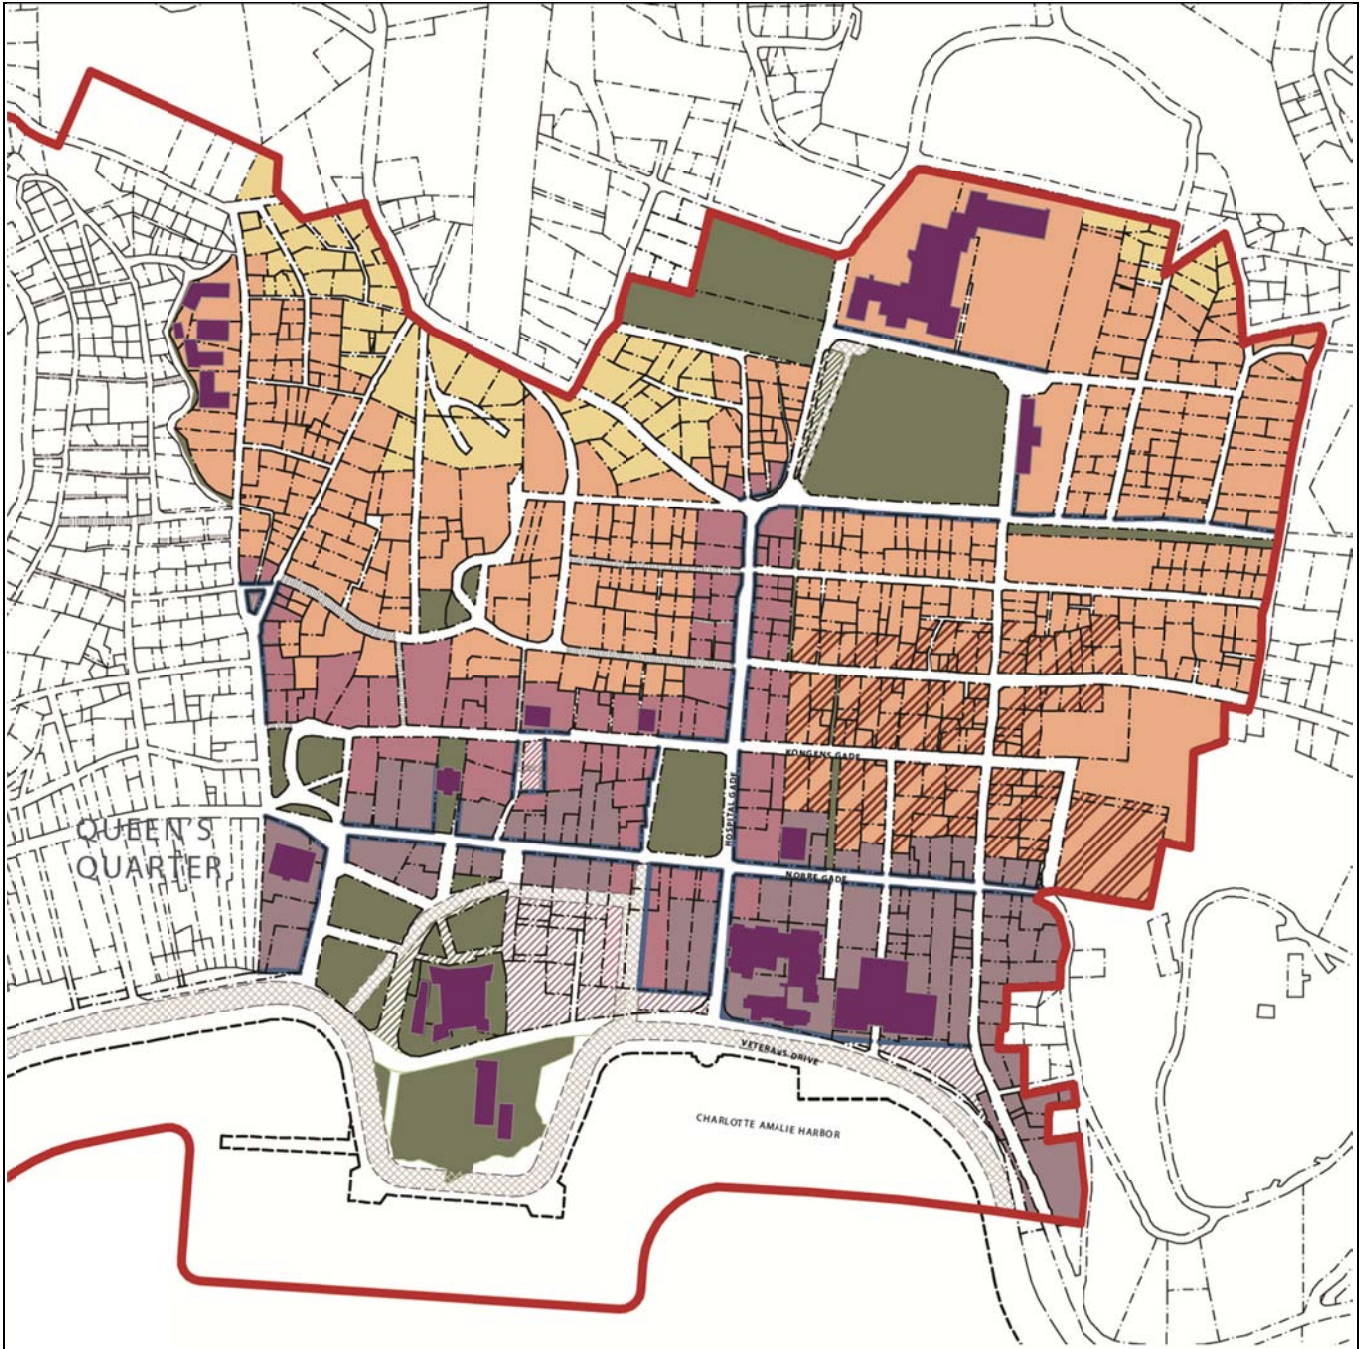 KONGENS GADE
HOSPITAL GADE
QUEEN'S
QUARTER
NORRE GADE
VETERANS DRIVE
CHARLOTTE AMALIE HARBOR